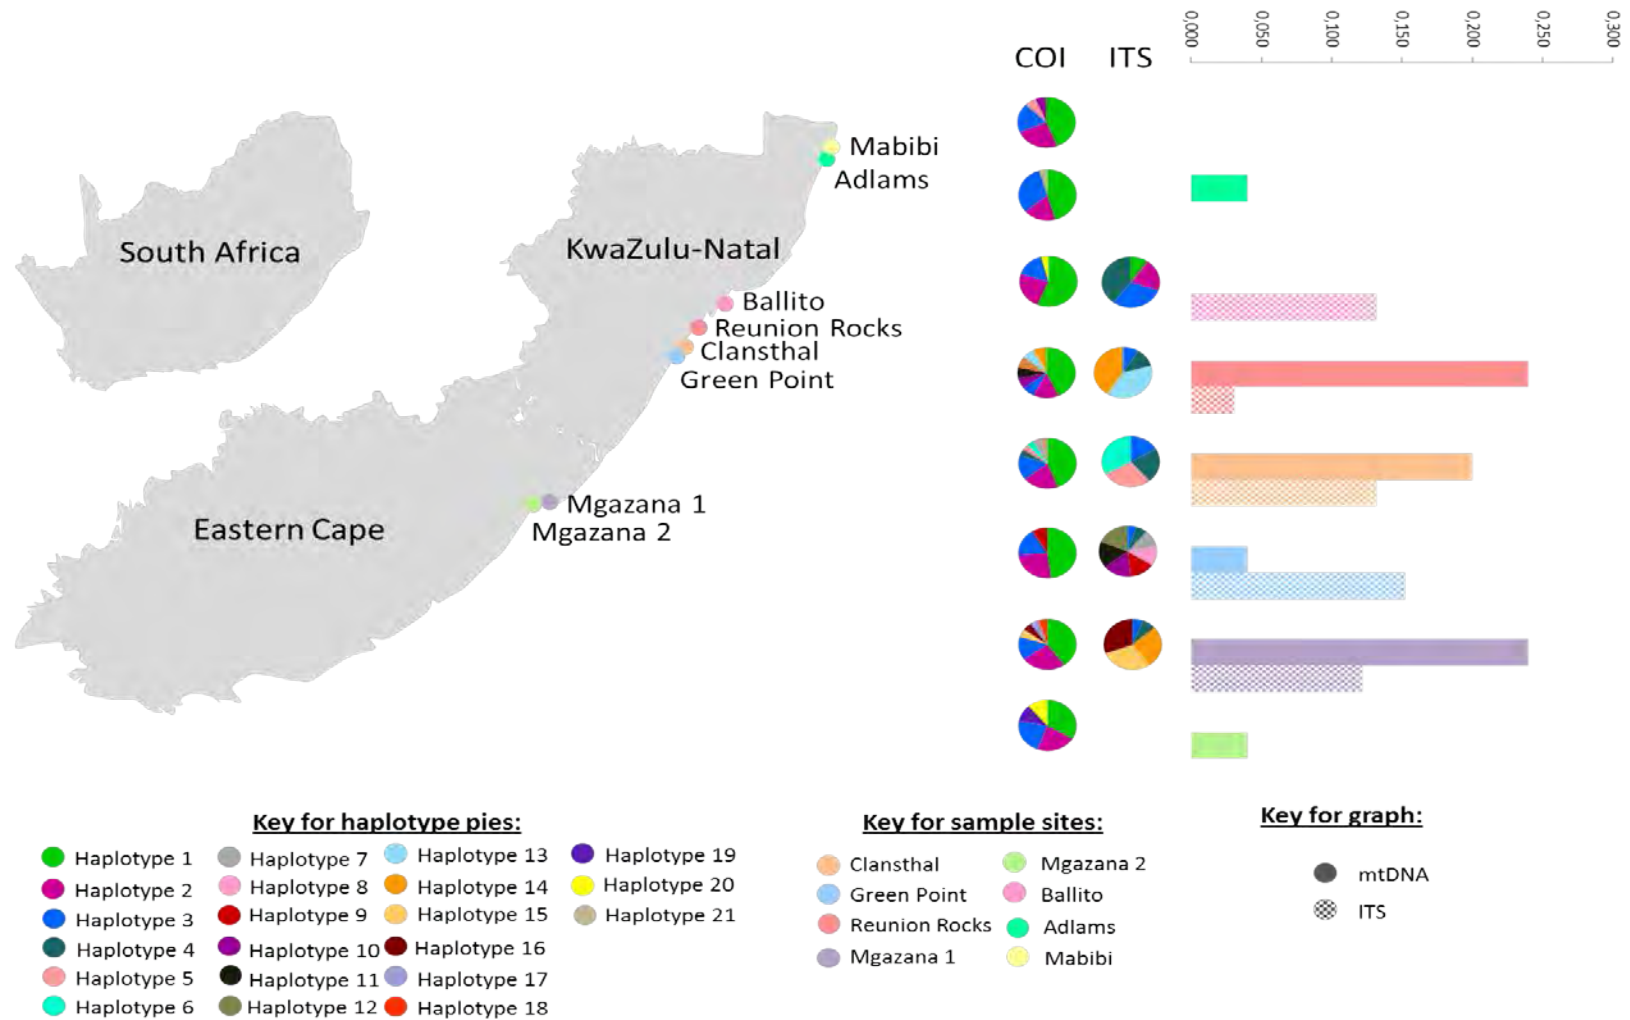 0,000
0,050
0,100
0,150
0,200
0,250
0,300
COI
ITS
South Africa
KwaZulu-Natal
Eastern Cape
Mabibi
Adlams
Ballito
Reunion Rocks
Clansthal
Green Point
Mgazana 1
Mgazana 2
Key for haplotype pies:
Haplotype 1
Haplotype 2
Haplotype 3
Haplotype 4
Haplotype 5
Haplotype 6
Haplotype 7
Haplotype 8
Haplotype 9
Haplotype 10
Haplotype 11
Haplotype 12
Haplotype 13
Haplotype 14
Haplotype 15
Haplotype 16
Haplotype 17
Haplotype 18
Haplotype 19
Haplotype 20
Haplotype 21
Key for sample sites:
Clansthal
Green Point
Reunion Rocks
Mgazana 1
Mgazana 2
Ballito
Adlams
Mabibi
Key for graph:
mtDNA
ITS